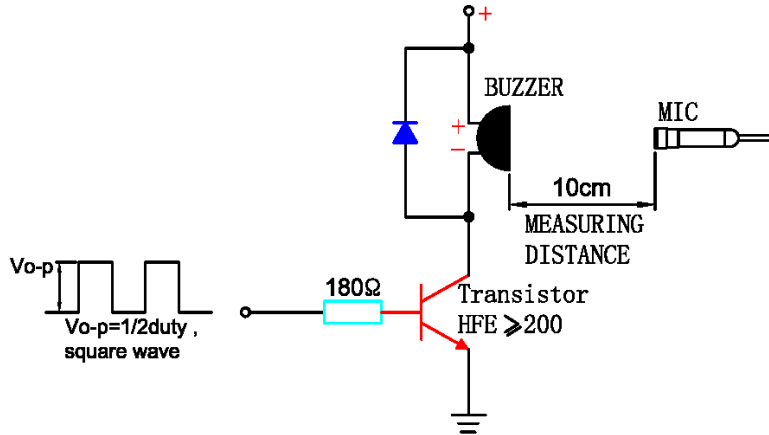 +
BUZZER
MIC
+
−
10cm
MEASURING
DISTANCE
Vo-p
180Ω
Transistor
HFE ⩾200
Vo-p=1/2duty ,
square wave